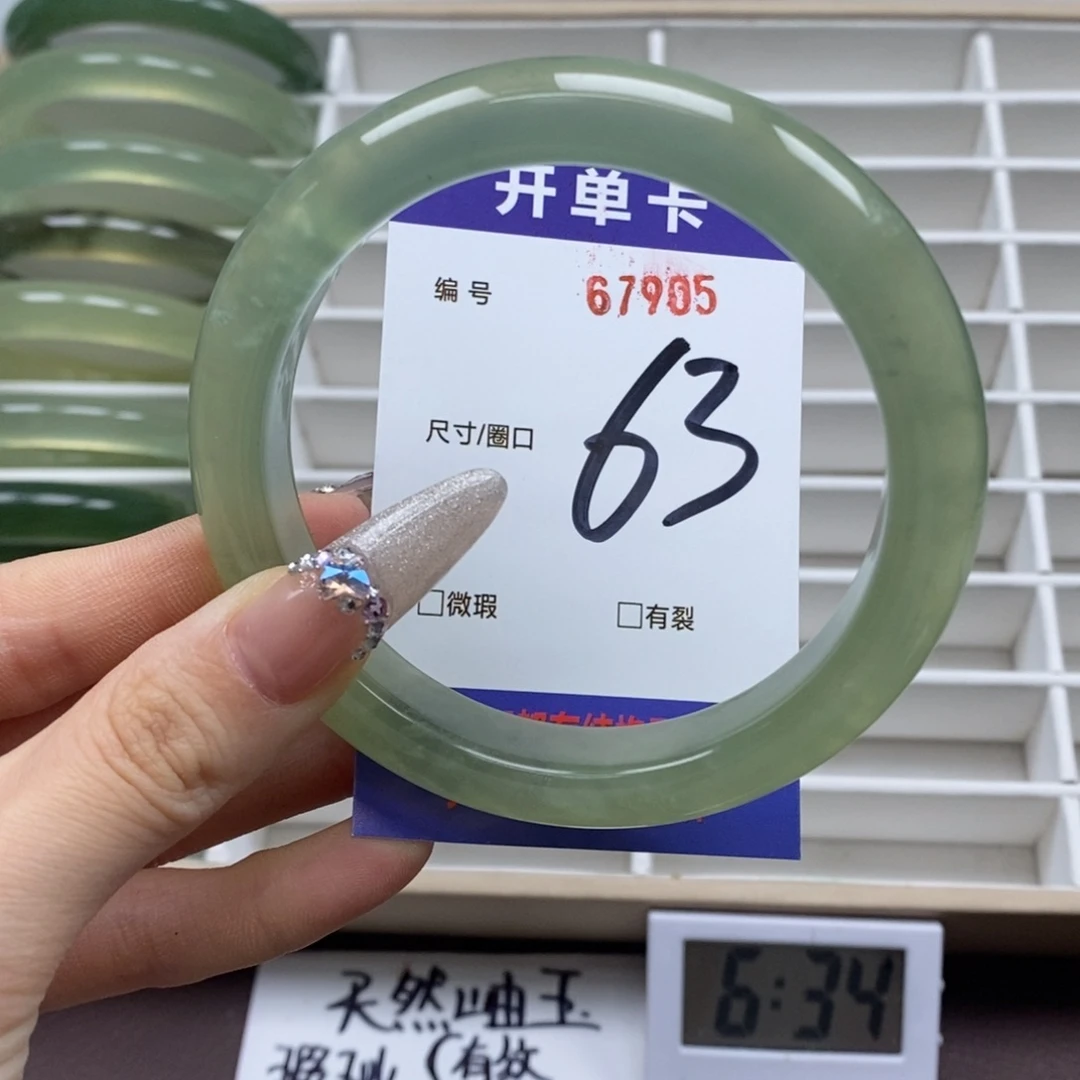 开单卡
编号 67905
尺寸/圈口 63
□微瑕 □有裂
天然岫玉
6:34